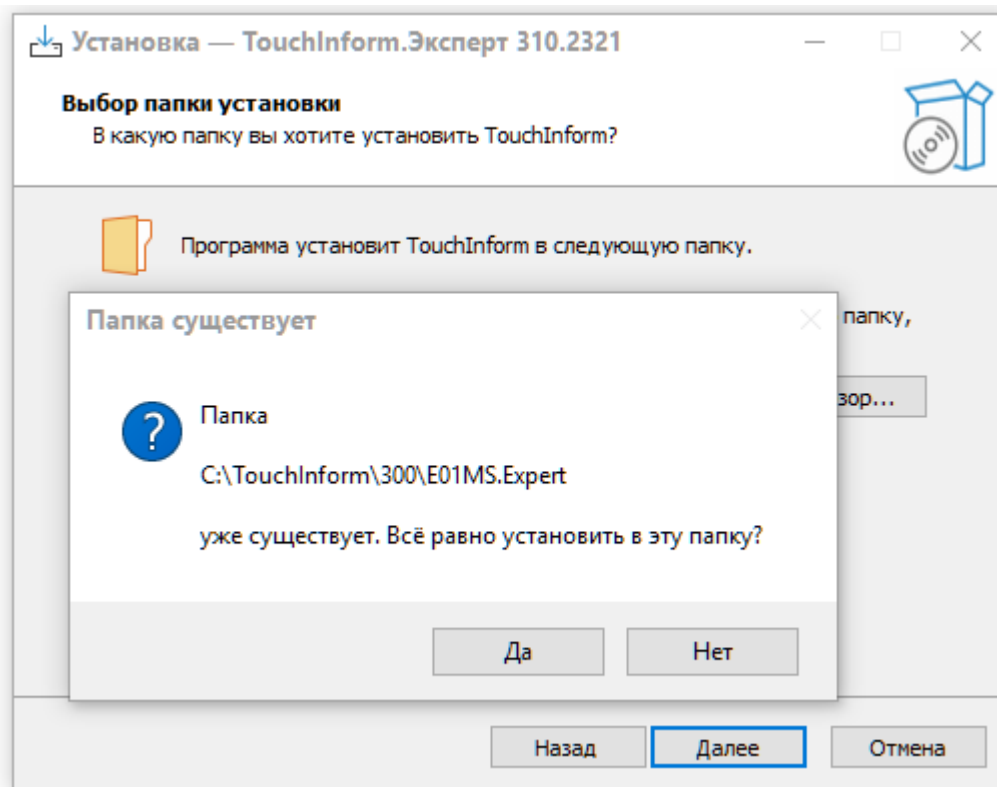 Установка — TouchInform.Эксперт 310.2321
Выбор папки установки
В какую папку вы хотите установить TouchInform?
Программа установит TouchInform в следующую папку.
папку,
зор...
Папка существует
Папка
C:\TouchInform\300\E01MS.Expert
уже существует. Всё равно установить в эту папку?
Да
Нет
Назад
Далее
Отмена